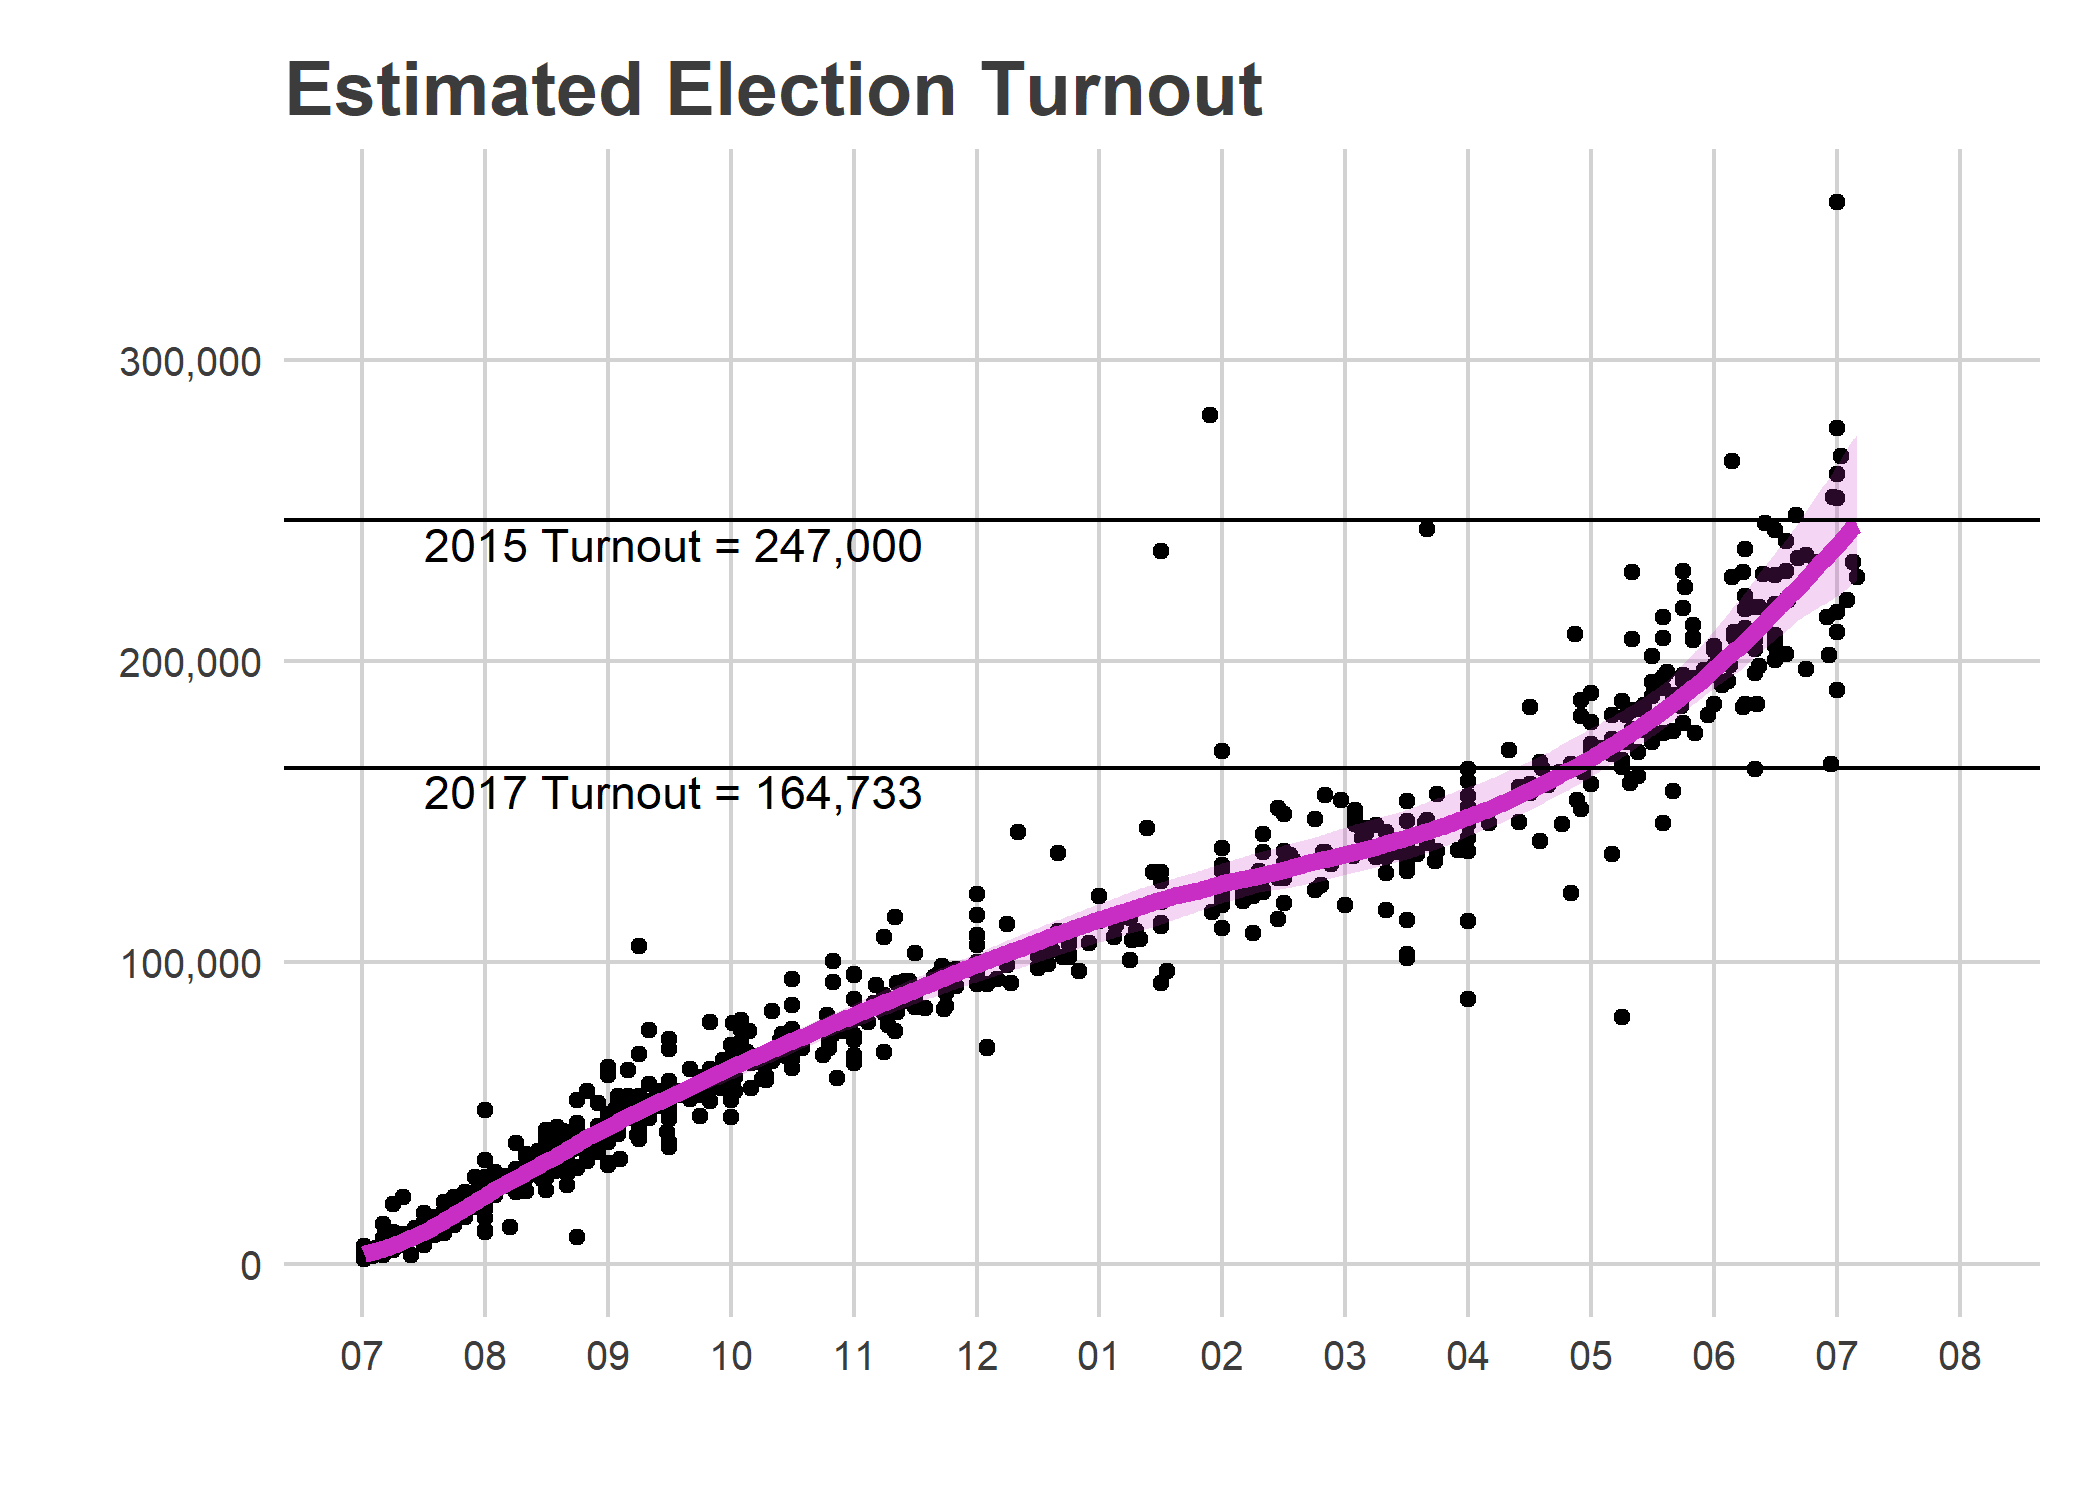 Estimated Election Turnout
300,000
2015 Turnout = 247,000
200,000
2017 Turnout = 164,733
100,000
0
07 08 09 10 11 12 01 02 03 04 05 06 07 08